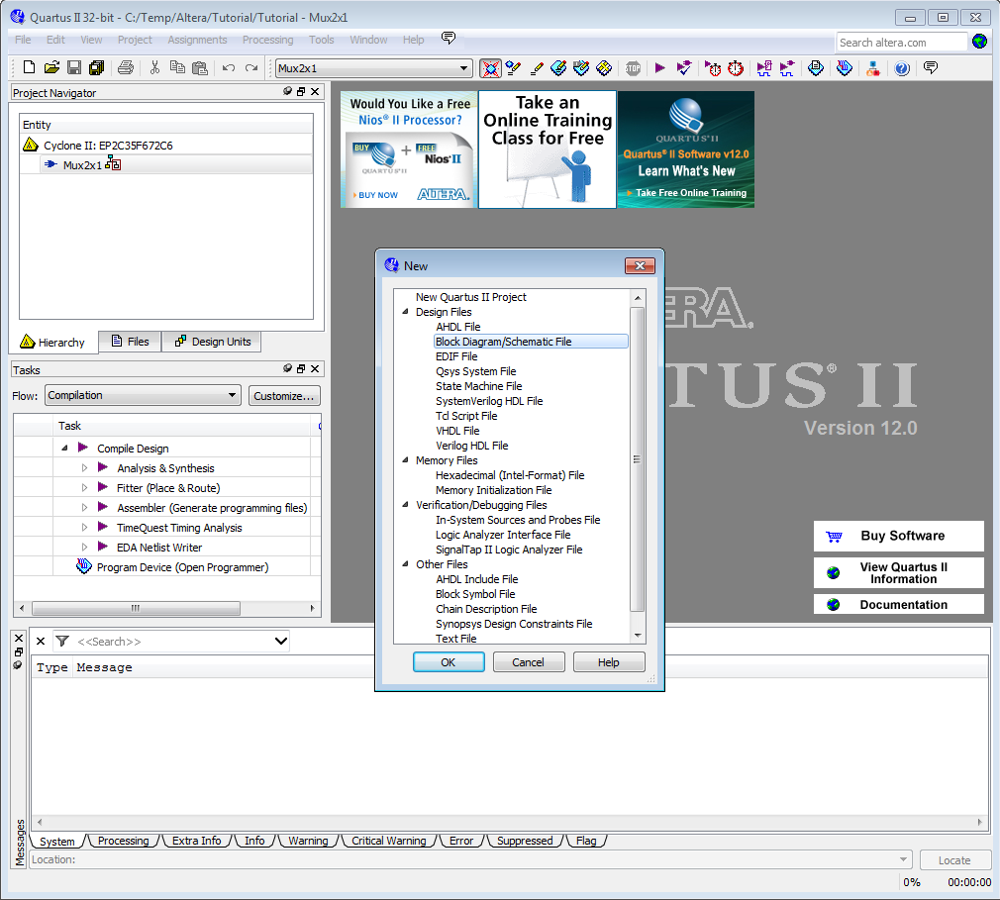 Quartus II 32-bit - C:/Temp/Altera/Tutorial/Tutorial - Mux2x1
File Edit View Project Assignments Processing Tools Window Help
Search altera.com
Mux2x1
STOP
Project Navigator
Entity
Cyclone II: EP2C35F672C6
Mux2x1
Hierarchy Files Design Units
Tasks
Flow: Compilation Customize...
Task
Compile Design
Analysis & Synthesis
Fitter (Place & Route)
Assembler (Generate programming files)
TimeQuest Timing Analysis
EDA Netlist Writer
Program Device (Open Programmer)
Would You Like a Free
Nios® II Processor?
BUY
QUARTUS® II
+
FREE
Nios® II
BUY NOW
ALTERA.
Take an
Online Training
Class for Free
QUARTUS® II
Quartus® II Software v12.0
Learn What's New
Take Free Online Training
ERA.
TUS® II
Version 12.0
Buy Software
View Quartus II
Information
Documentation
New
New Quartus II Project
Design Files
AHDL File
Block Diagram/Schematic File
EDIF File
Qsys System File
State Machine File
SystemVerilog HDL File
Tcl Script File
VHDL File
Verilog HDL File
Memory Files
Hexadecimal (Intel-Format) File
Memory Initialization File
Verification/Debugging Files
In-System Sources and Probes File
Logic Analyzer Interface File
SignalTap II Logic Analyzer File
Other Files
AHDL Include File
Block Symbol File
Chain Description File
Synopsys Design Constraints File
Text File
OK Cancel Help
<<Search>>
Type Message
Messages
System Processing Extra Info Info Warning Critical Warning Error Suppressed Flag
Location: Locate
0% 00:00:00